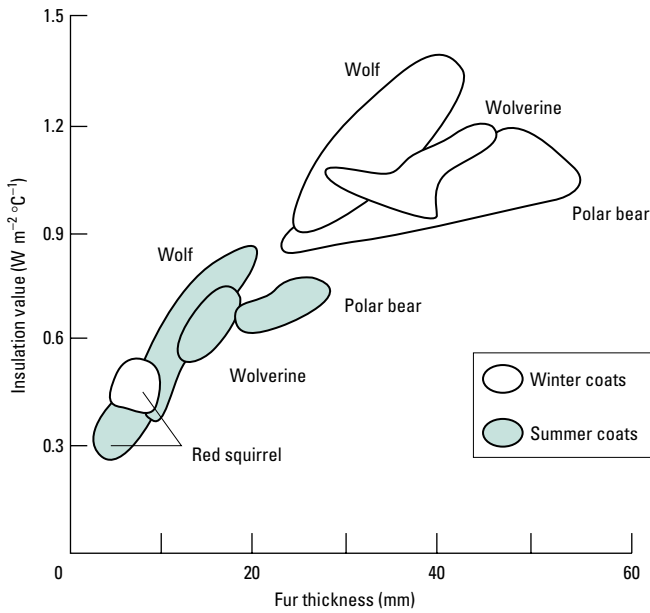 1.5
1.2
0.9
0.6
0.3
Insulation value (W m⁻² °C⁻¹)
Wolf
Wolverine
Polar bear
Wolf
Polar bear
Wolverine
Red squirrel
Winter coats
Summer coats
0
20
40
60
Fur thickness (mm)